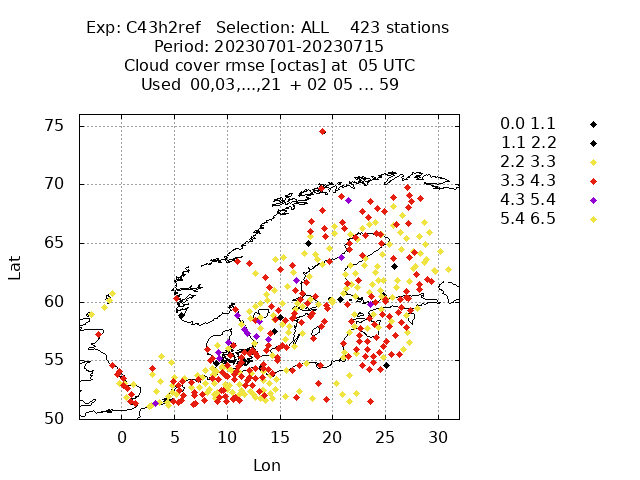 Exp: C43h2ref   Selection: ALL    423 stations
Period: 20230701-20230715
Cloud cover rmse [octas] at  05 UTC
Used  00,03,...,21  + 02 05 ... 59
0.0 1.1
1.1 2.2
2.2 3.3
3.3 4.3
4.3 5.4
5.4 6.5
75
70
65
60
55
50
Lat
0 5 10 15 20 25 30
Lon